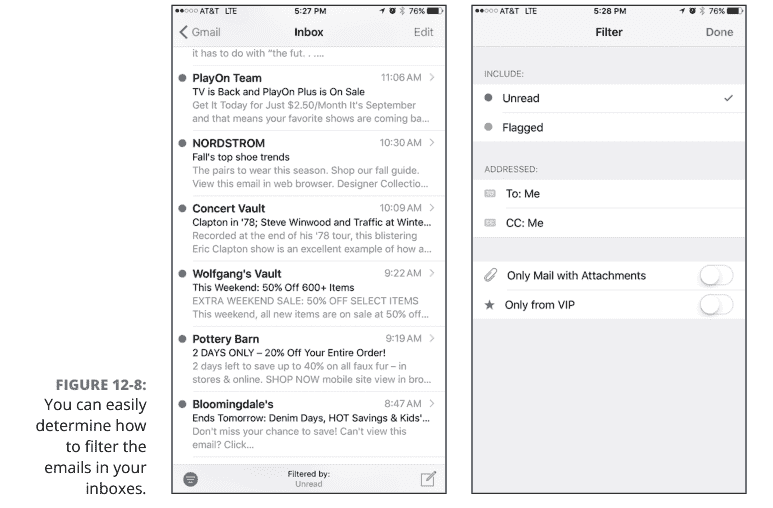 AT&T LTE 5:27 PM 76%
Gmail Inbox Edit
it has to do with “the fut. . ....
PlayOn Team 11:06 AM
TV is Back and PlayOn Plus is On Sale
Get It Today for Just $2.50/Month It's September
and that means your favorite shows are coming ba...
NORDSTROM 10:30 AM
Fall's top shoe trends
The pairs to wear this season. Shop our fall guide.
View this email in web browser. Designer Collectio...
Concert Vault 10:09 AM
Clapton in '78; Steve Winwood and Traffic at Winte...
Recorded at the end of his '78 tour, this blistering
Eric Clapton show is an excellent example of how a...
Wolfgang's Vault 9:22 AM
This Weekend: 50% Off 600+ Items
EXTRA WEEKEND SALE: 50% OFF SELECT ITEMS
This weekend, all new items are on sale at 50% off...
Pottery Barn 9:19 AM
2 DAYS ONLY – 20% Off Your Entire Order!
2 days left to save up to 40% on all faux fur – in
stores & online. SHOP NOW mobile site view in bro...
Bloomingdale's 8:47 AM
Ends Tomorrow: Denim Days, HOT Savings & Kids'...
Don't miss your chance to save! Can't view this
email? Click...
Filtered by:
Unread
AT&T LTE 5:28 PM 76%
Filter Done
INCLUDE:
Unread
Flagged
ADDRESSED:
To: Me
CC: Me
Only Mail with Attachments
Only from VIP
FIGURE 12-8:
You can easily
determine how
to filter the
emails in your
inboxes.